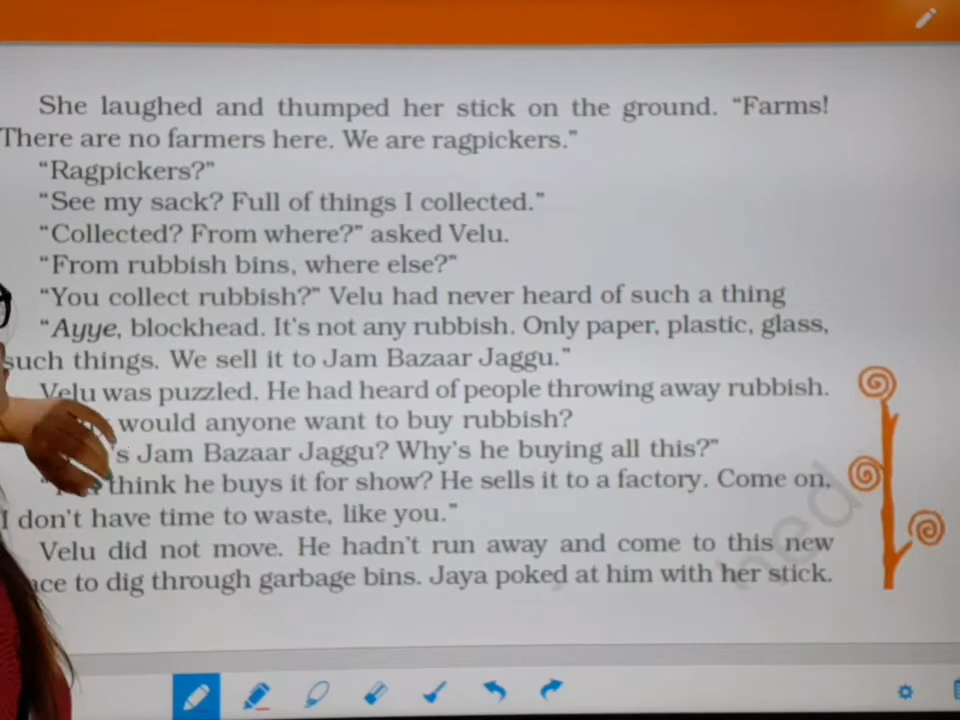 She laughed and thumped her stick on the ground. “Farms!
There are no farmers here. We are ragpickers.”
“Ragpickers?”
“See my sack? Full of things I collected.”
“Collected? From where?” asked Velu.
“From rubbish bins, where else?”
“You collect rubbish?” Velu had never heard of such a thing
“Ayye, blockhead. It’s not any rubbish. Only paper, plastic, glass,
such things. We sell it to Jam Bazaar Jaggu.”
Velu was puzzled. He had heard of people throwing away rubbish.
would anyone want to buy rubbish?
’s Jam Bazaar Jaggu? Why’s he buying all this?”
think he buys it for show? He sells it to a factory. Come on,
I don’t have time to waste, like you.”
Velu did not move. He hadn’t run away and come to this new
to dig through garbage bins. Jaya poked at him with her stick.